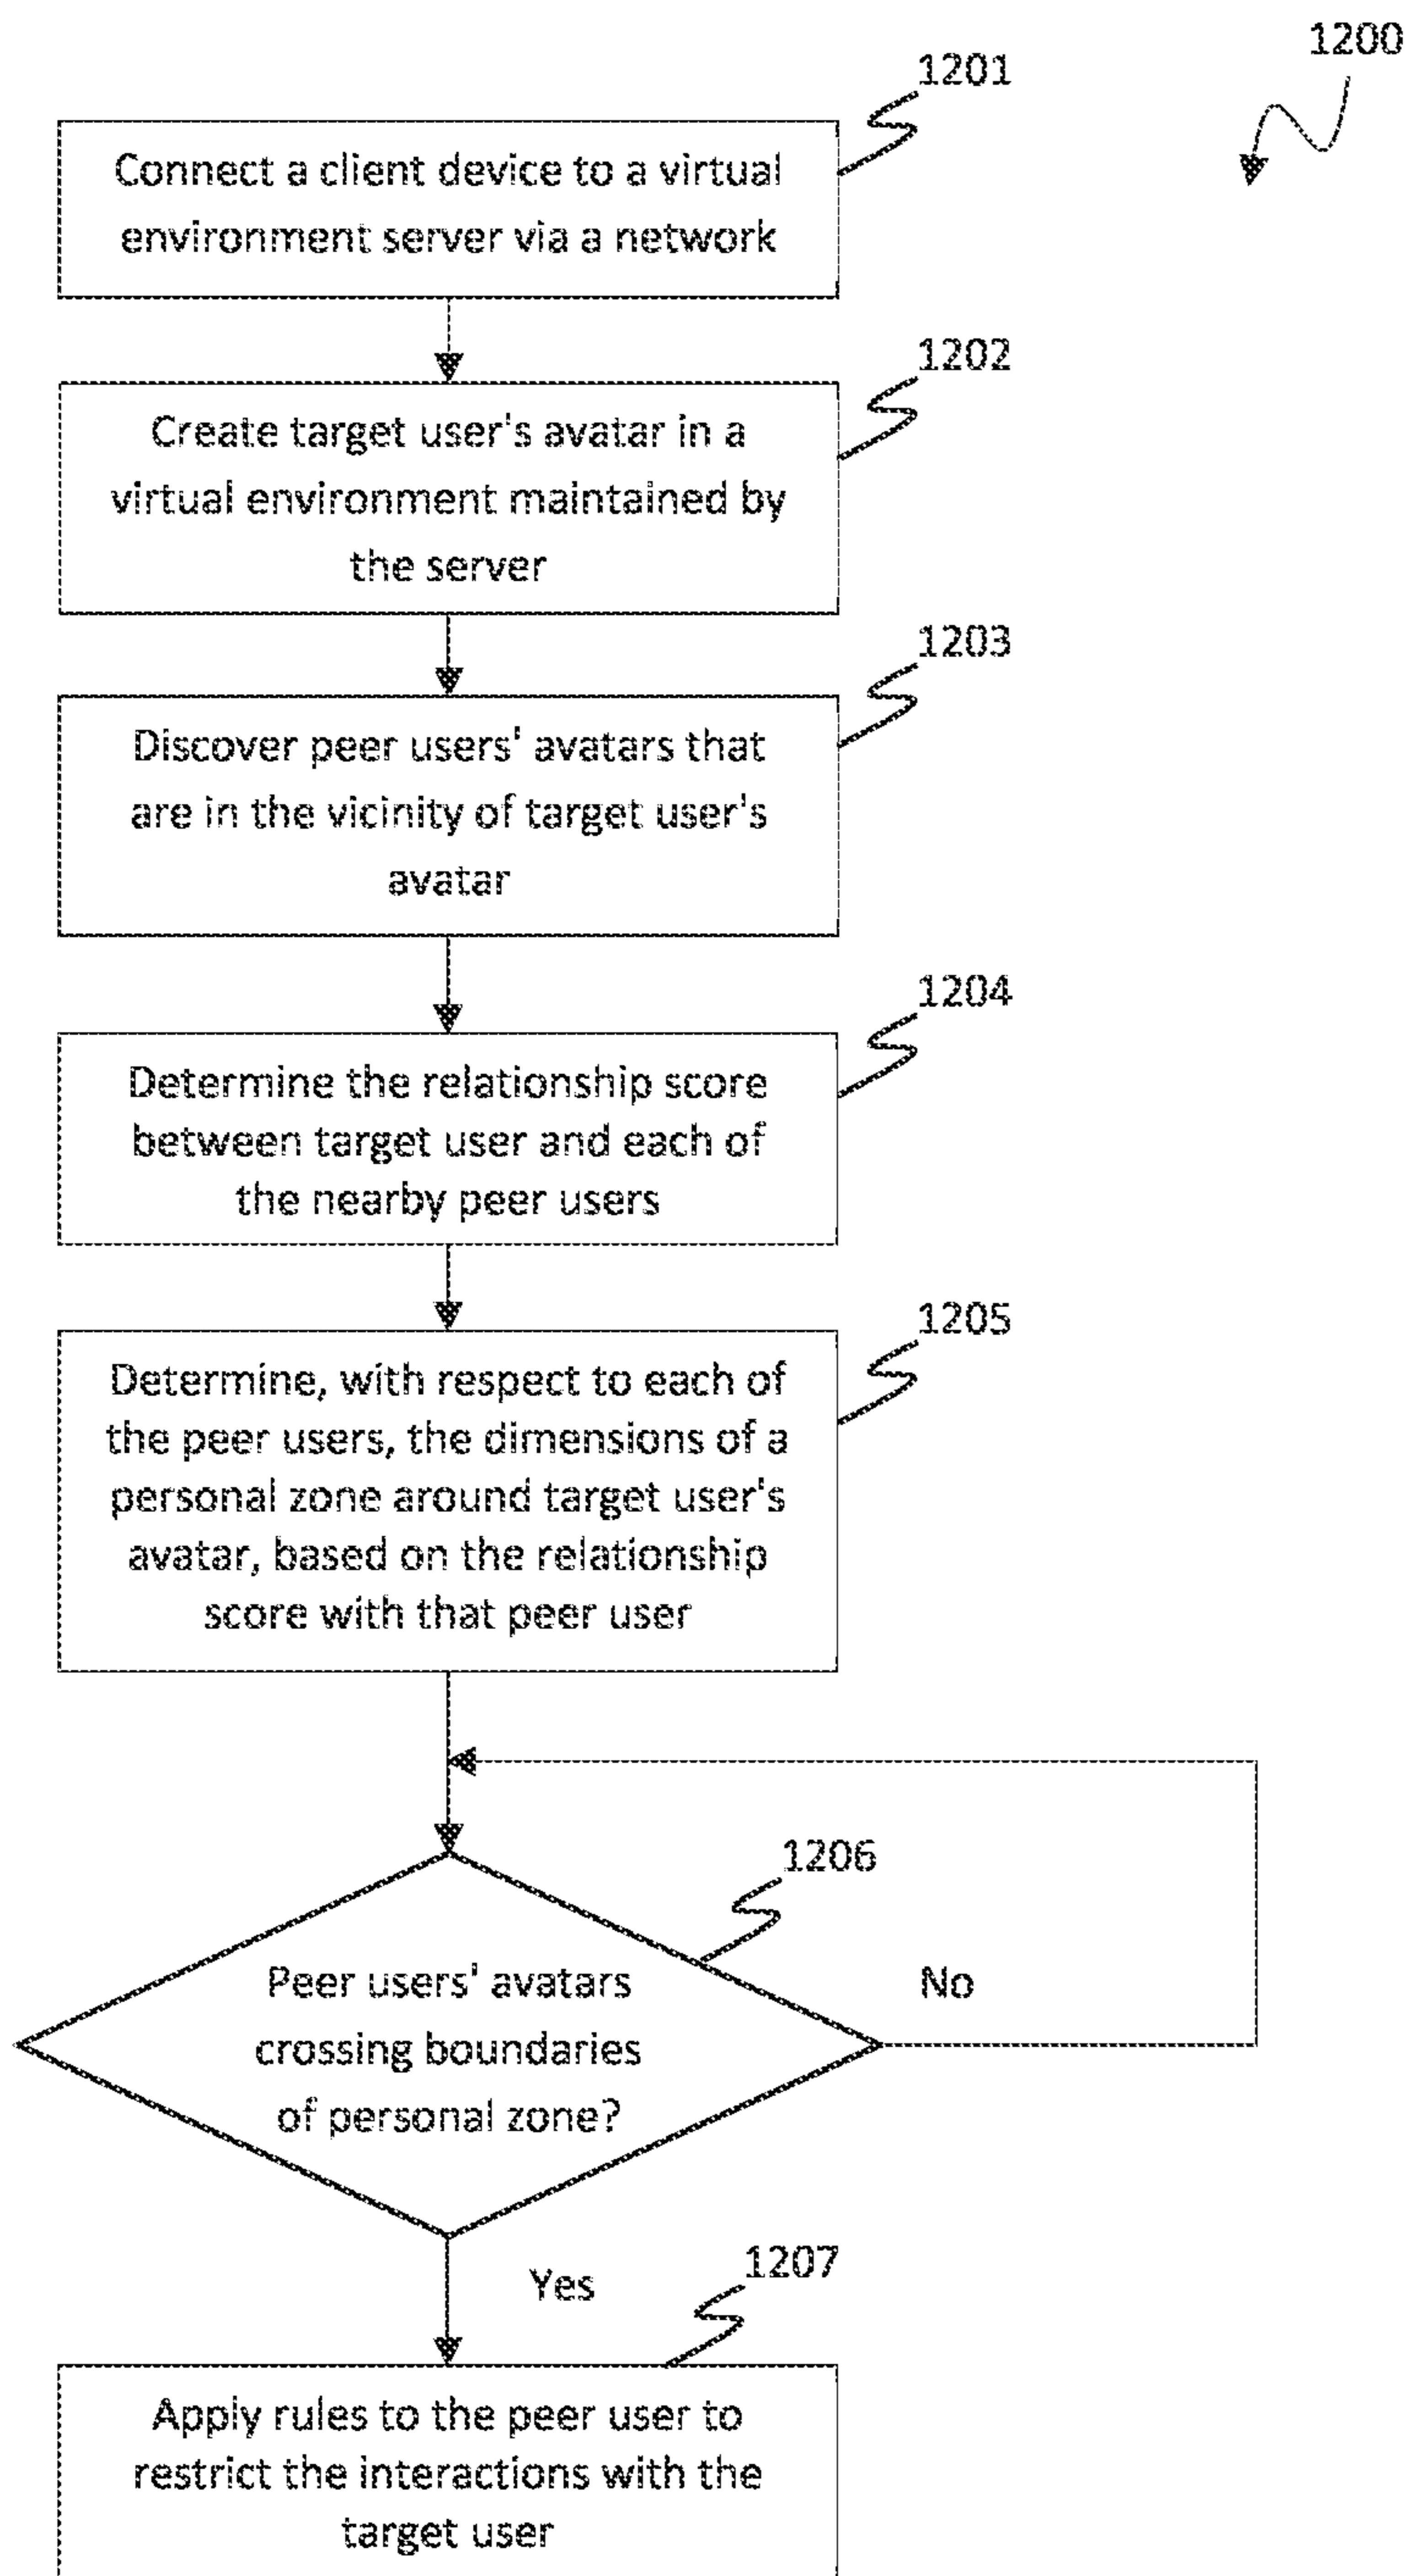 1200
1201
Connect a client device to a virtual
environment server via a network
1202
Create target user's avatar in a
virtual environment maintained by
the server
1203
Discover peer users' avatars that
are in the vicinity of target user's
avatar
1204
Determine the relationship score
between target user and each of
the nearby peer users
1205
Determine, with respect to each of
the peer users, the dimensions of a
personal zone around target user's
avatar, based on the relationship
score with that peer user
1206
Peer users' avatars
crossing boundaries
of personal zone?
No
Yes
1207
Apply rules to the peer user to
restrict the interactions with the
target user